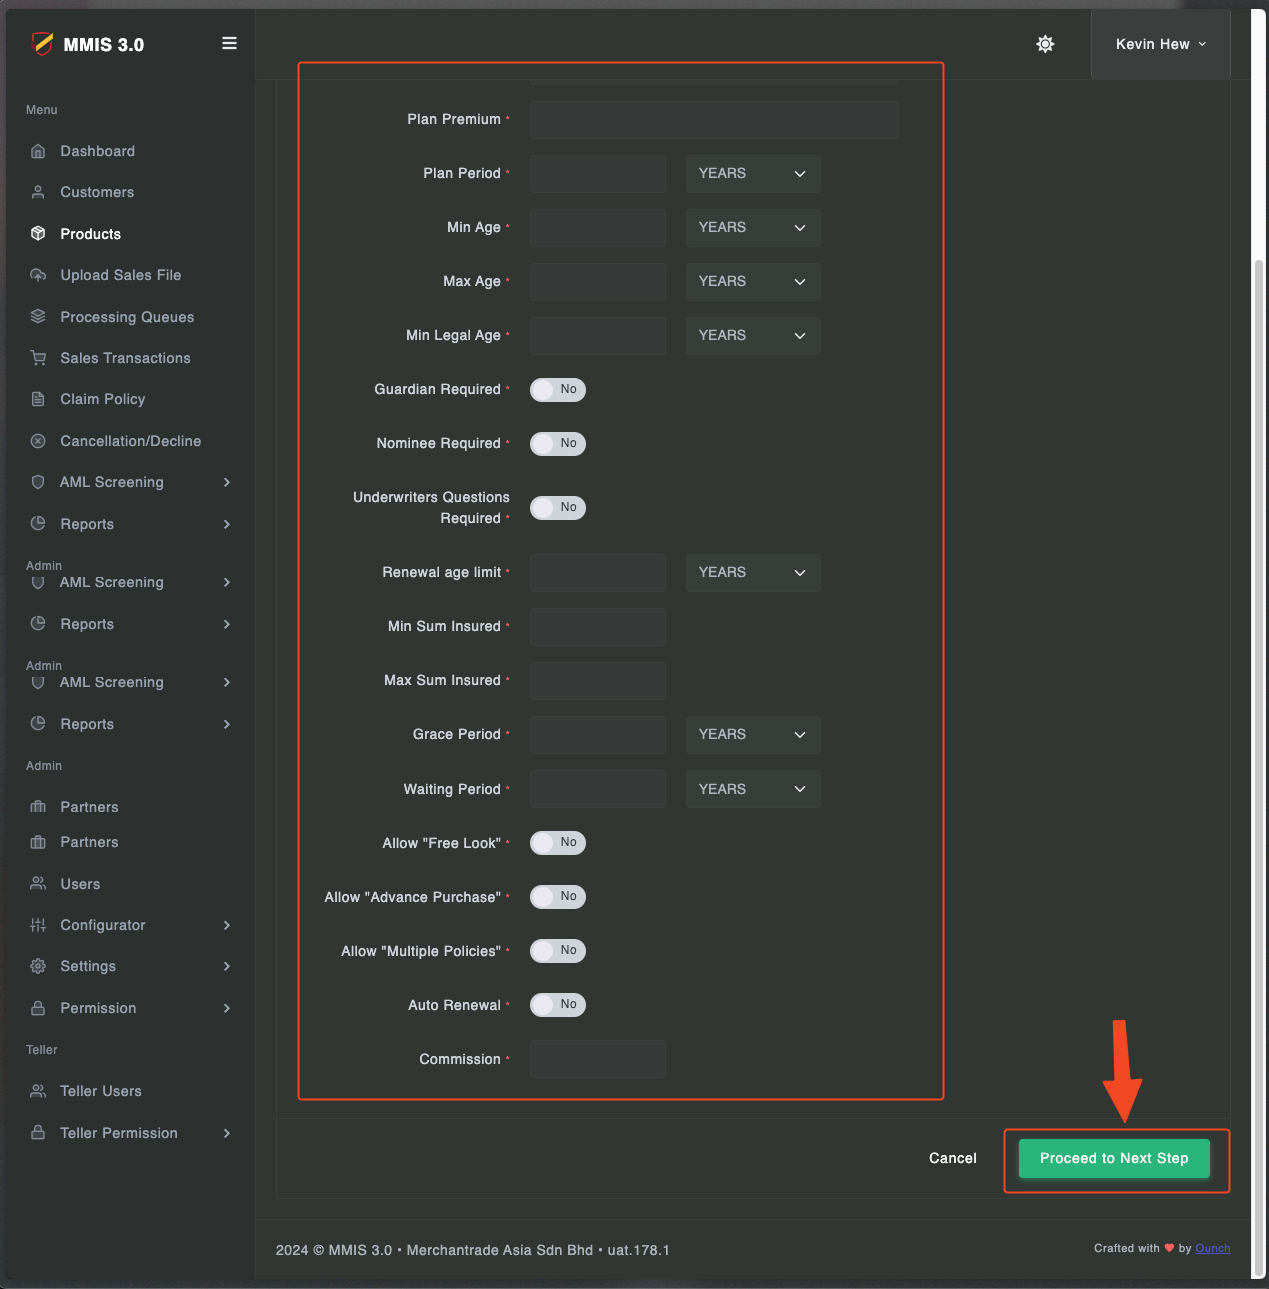 MMIS 3.0
Kevin Hew
Menu
Dashboard
Customers
Products
Upload Sales File
Processing Queues
Sales Transactions
Claim Policy
Cancellation/Decline
AML Screening
Reports
Admin
AML Screening
Reports
Admin
AML Screening
Reports
Admin
Partners
Partners
Users
Configurator
Settings
Permission
Teller
Teller Users
Teller Permission
Plan Premium *
Plan Period * YEARS
Min Age * YEARS
Max Age * YEARS
Min Legal Age * YEARS
Guardian Required * No
Nominee Required * No
Underwriters Questions
Required * No
Renewal age limit * YEARS
Min Sum Insured *
Max Sum Insured *
Grace Period * YEARS
Waiting Period * YEARS
Allow "Free Look" * No
Allow "Advance Purchase" * No
Allow "Multiple Policies" * No
Auto Renewal * No
Commission *
Cancel Proceed to Next Step
2024 © MMIS 3.0 • Merchantrade Asia Sdn Bhd • uat.178.1
Crafted with ♥ by Ounch